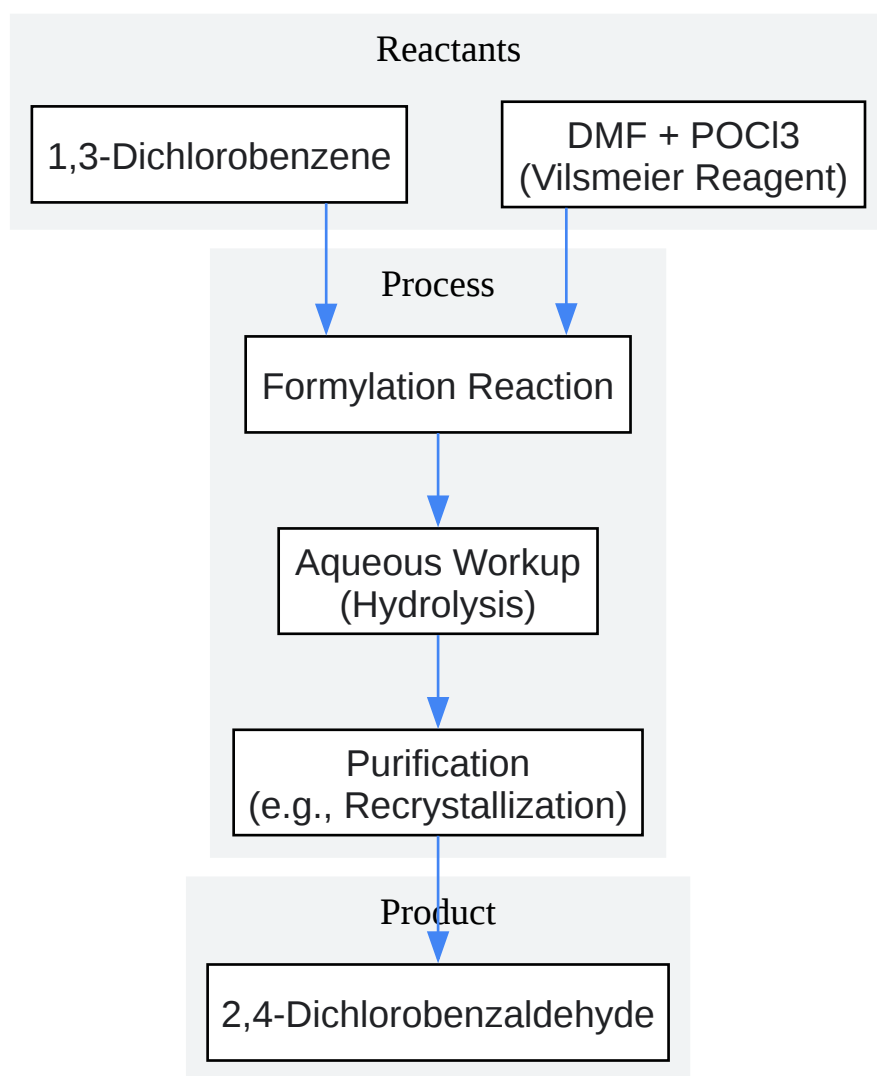 Reactants
1,3-Dichlorobenzene
DMF + POCl3
(Vilsmeier Reagent)
Process
Formylation Reaction
Aqueous Workup
(Hydrolysis)
Purification
(e.g., Recrystallization)
Product
2,4-Dichlorobenzaldehyde